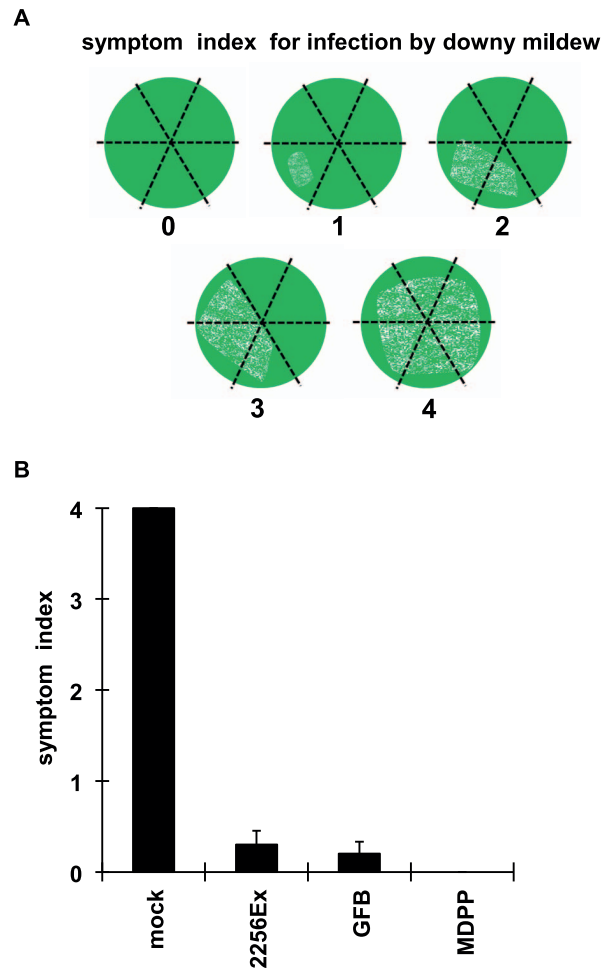 A
symptom index for infection by downy mildew
0
1
2
3
4
B
4
3
2
1
0
symptom index
mock
2256Ex
GFB
MDPP